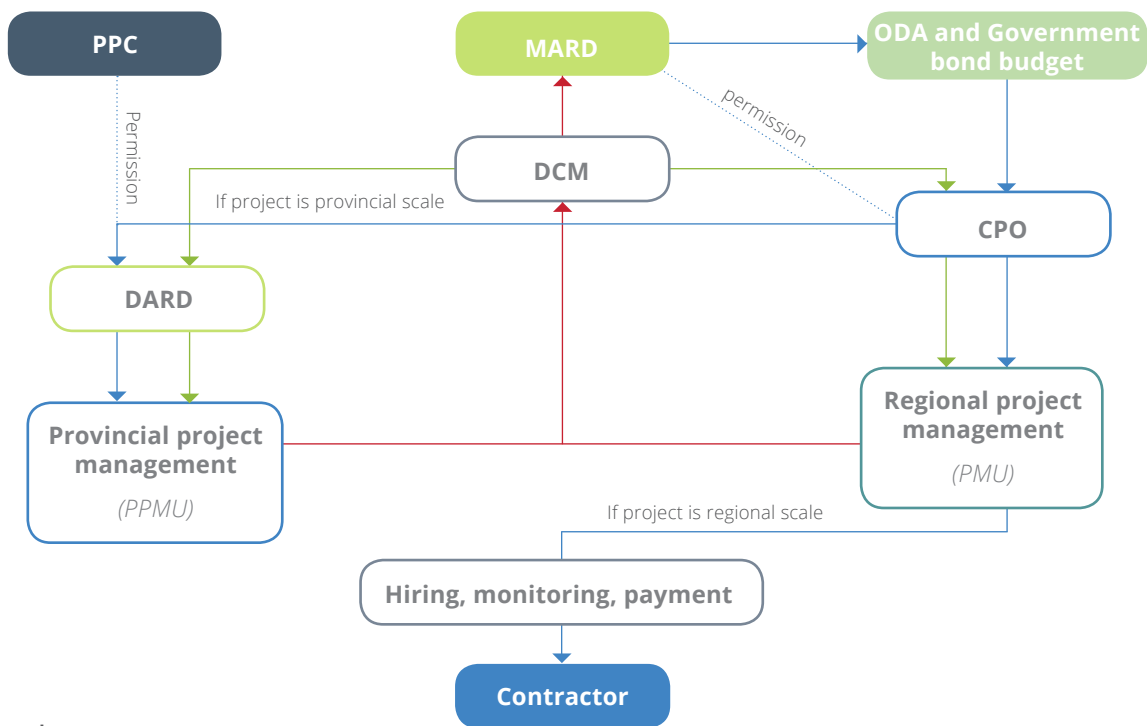 PPC
MARD
ODA and Government
bond budget
Permission
permission
DCM
If project is provincial scale
CPO
DARD
Provincial project
management
(PPMU)
Regional project
management
(PMU)
If project is regional scale
Hiring, monitoring, payment
Contractor